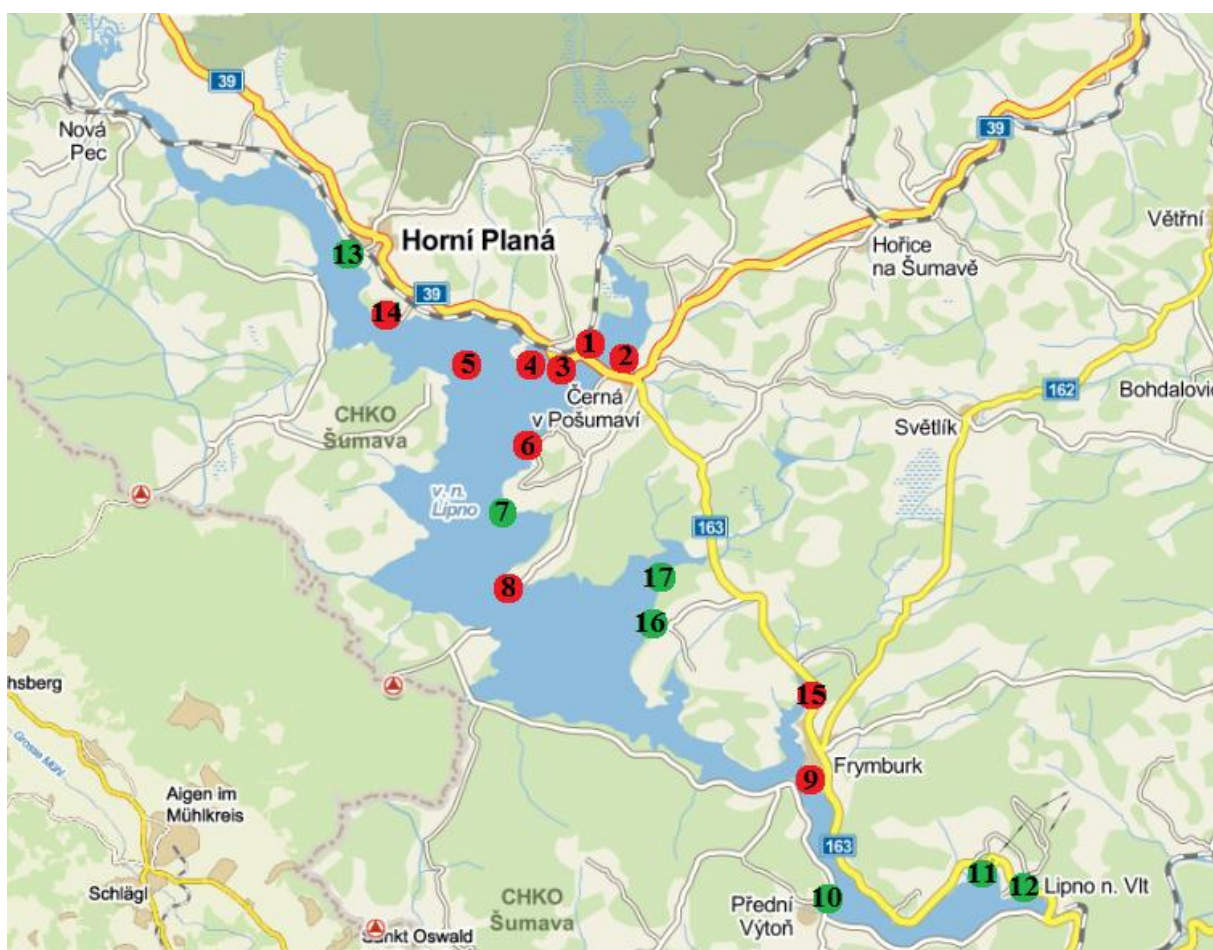 39
Nová
Pec
39
Horní Planá
Větřní
Hořice
na Šumavě
13
39
14
1
2
5
4
3
CHKO
Šumava
Černá
v Pošumaví
162
Bohdalovic
Světlík
6
v. n.
Lipno
7
163
17
8
16
hsberg
15
Grosse Mühl
9
Frymburk
Aigen im
Mühlkreis
163
11
12
Lipno n. Vlt
Schlägl
CHKO
Šumava
Přední
Výtoň
10
Sankt Oswald